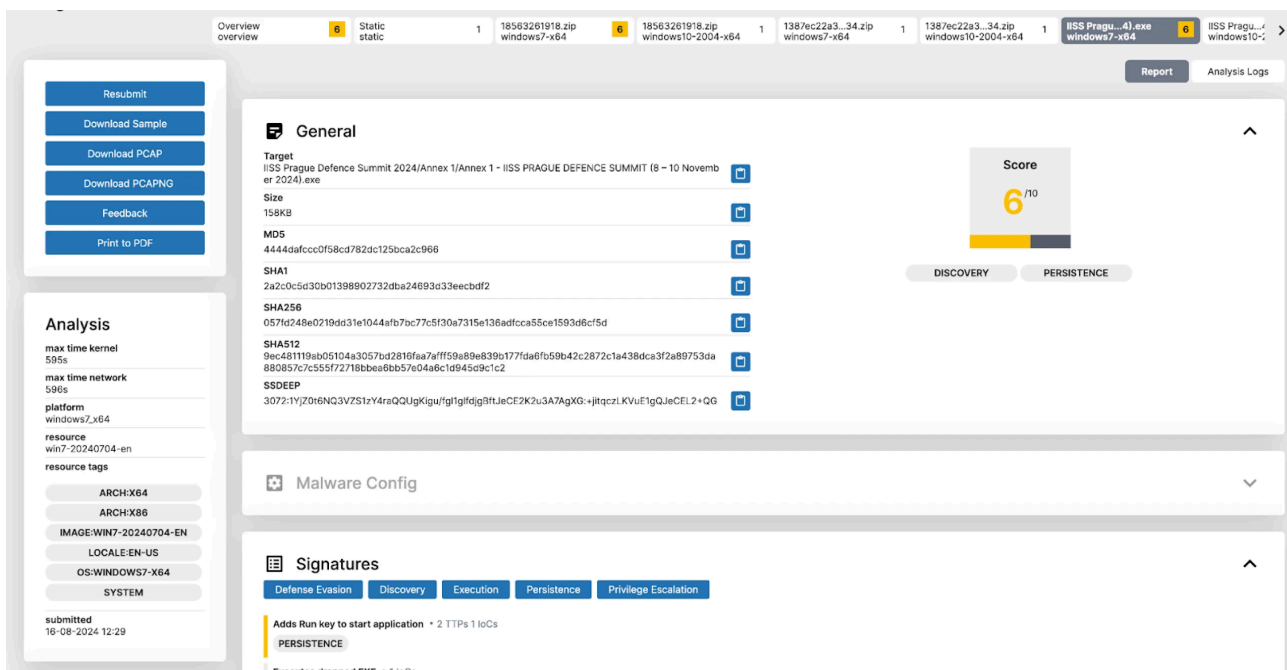 Overview
overview
6
Static
static
1
18563261918.zip
windows7-x64
6
18563261918.zip
windows10-2004-x64
1
1387ec22a3...34.zip
windows7-x64
1
1387ec22a3...34.zip
windows10-2004-x64
1
IISS Pragu...4).exe
windows7-x64
6
IISS Pragu...
windows10-2
Report
Analysis Logs
Resubmit
Download Sample
Download PCAP
Download PCAPNG
Feedback
Print to PDF
General
Target
IISS Prague Defence Summit 2024/Annex 1/Annex 1 - IISS PRAGUE DEFENCE SUMMIT (8 – 10 Novemb
er 2024).exe
Size
158KB
MD5
4444dafccc0f58cd782dc125bca2c966
SHA1
2a2c0c5d30b01398902732dba24693d33eecbdf2
SHA256
057fd248e0219dd31e1044afb7bc77c5f30a7315e136adfcca55ce1593d6cf5d
SHA512
9ec481119ab05104a3057bd2816faa7afff59a89e839b177fda6fb59b42c2872c1a438dca3f2a89753da
880857c7c555f72718bbea6bb57e04a6c1d945d9c1c2
SSDEEP
3072:1YjZ0t6NQ3VZS1zY4raQQUgKigu/fgl1glfdjgBftJeCE2K2u3A7AgXG:+jitqczLKVuE1gQJeCEL2+QG
Score
6/10
DISCOVERY
PERSISTENCE
Analysis
max time kernel
595s
max time network
596s
platform
windows7_x64
resource
win7-20240704-en
resource tags
ARCH:X64
ARCH:X86
IMAGE:WIN7-20240704-EN
LOCALE:EN-US
OS:WINDOWS7-X64
SYSTEM
submitted
16-08-2024 12:29
Malware Config
Signatures
Defense Evasion
Discovery
Execution
Persistence
Privilege Escalation
Adds Run key to start application • 2 TTPs 1 IoCs
PERSISTENCE